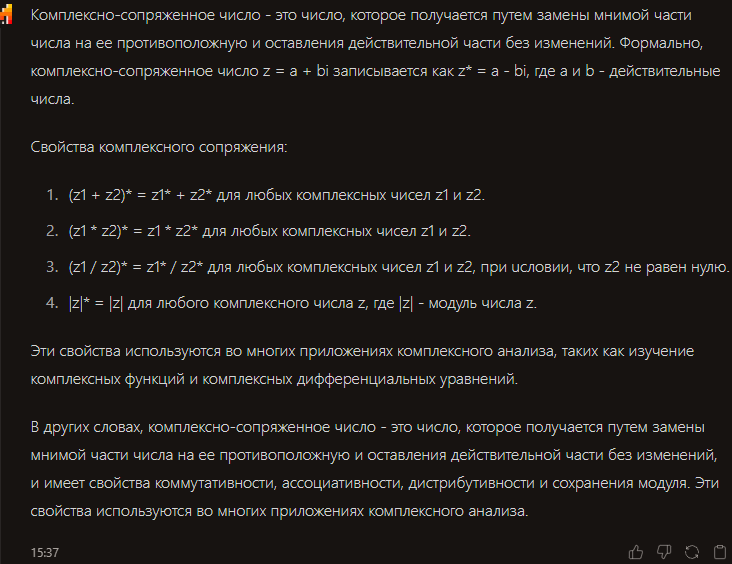 Комплексно-сопряженное число - это число, которое получается путем замены мнимой части
числа на ее противоположную и оставления действительной части без изменений. Формально,
комплексно-сопряженное число z = a + bi записывается как z* = a - bi, где a и b - действительные
числа.
Свойства комплексного сопряжения:
1. (z1 + z2)* = z1* + z2* для любых комплексных чисел z1 и z2.
2. (z1 * z2)* = z1 * z2* для любых комплексных чисел z1 и z2.
3. (z1 / z2)* = z1* / z2* для любых комплексных чисел z1 и z2, при uсловии, что z2 не равен нулю.
4. |z|* = |z| для любого комплексного числа z, где |z| - модуль числа z.
Эти свойства используются во многих приложениях комплексного анализа, таких как изучение
комплексных функций и комплексных дифференциальных уравнений.
В других словах, комплексно-сопряженное число - это число, которое получается путем замены
мнимой части числа на ее противоположную и оставления действительной части без изменений,
и имеет свойства коммутативности, ассоциативности, дистрибутивности и сохранения модуля. Эти
свойства используются во многих приложениях комплексного анализа.
15:37